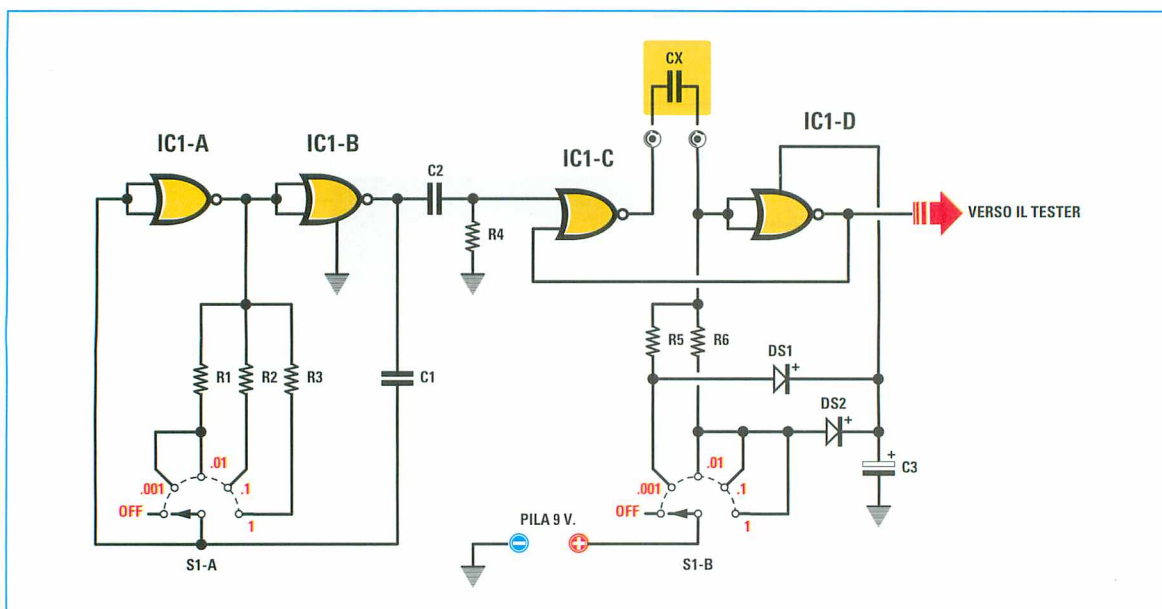 CX
IC1-A
IC1-B
IC1-C
IC1-D
C2
R4
VERSO IL TESTER
R1
R2
R3
C1
R5
R6
DS1
+
DS2
+
+
C3
.001
.01
.1
1
OFF
S1-A
PILA 9 V.
−
+
.001
.01
.1
1
OFF
S1-B